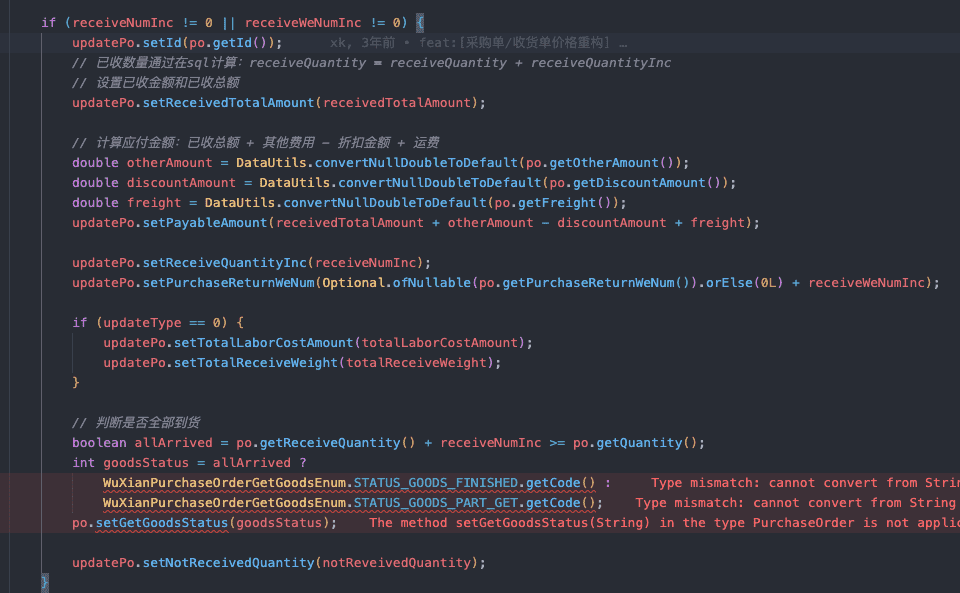 if (receiveNumInc != 0 || receiveWeNumInc != 0) {
updatePo.setId(po.getId()); xk, 3年前 • feat:[采购单/收货单价格重构] …
// 已收数量通过在sql计算：receiveQuantity = receiveQuantity + receiveQuantityInc
// 设置已收金额和已收总额
updatePo.setReceivedTotalAmount(receivedTotalAmount);
// 计算应付金额：已收总额 + 其他费用 - 折扣金额 + 运费
double otherAmount = DataUtils.convertNullDoubleToDefault(po.getOtherAmount());
double discountAmount = DataUtils.convertNullDoubleToDefault(po.getDiscountAmount());
double freight = DataUtils.convertNullDoubleToDefault(po.getFreight());
updatePo.setPayableAmount(receivedTotalAmount + otherAmount - discountAmount + freight);
updatePo.setReceiveQuantityInc(receiveNumInc);
updatePo.setPurchaseReturnWeNum(Optional.ofNullable(po.getPurchaseReturnWeNum()).orElse(0L) + receiveWeNumInc);
if (updateType == 0) {
updatePo.setTotalLaborCostAmount(totalLaborCostAmount);
updatePo.setTotalReceiveWeight(totalReceiveWeight);
}
// 判断是否全部到货
boolean allArrived = po.getReceiveQuantity() + receiveNumInc >= po.getQuantity();
int goodsStatus = allArrived ?
WuXianPurchaseOrderGetGoodsEnum.STATUS_GOODS_FINISHED.getCode() : Type mismatch: cannot convert from Strin
WuXianPurchaseOrderGetGoodsEnum.STATUS_GOODS_PART_GET.getCode(); Type mismatch: cannot convert from String
po.setGetGoodsStatus(goodsStatus); The method setGetGoodsStatus(String) in the type PurchaseOrder is not applic
updatePo.setNotReceivedQuantity(notReveivedQuantity);
}